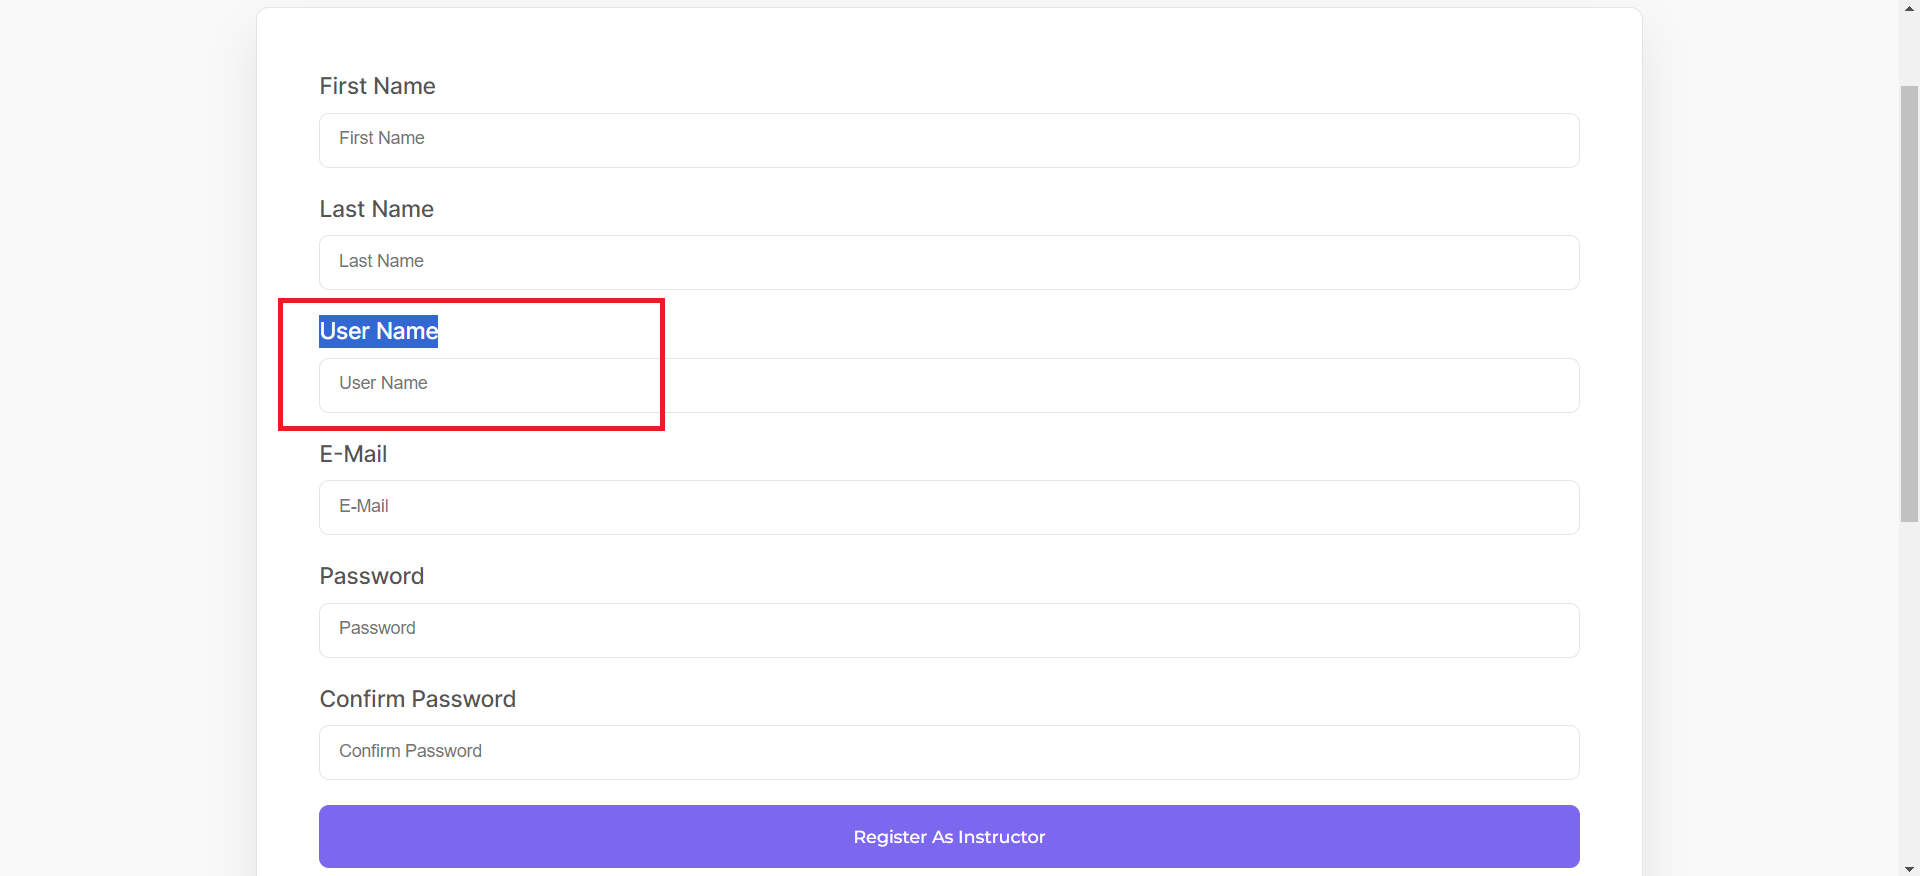 First Name
First Name
Last Name
Last Name
User Name
User Name
E-Mail
E-Mail
Password
Password
Confirm Password
Confirm Password
Register As Instructor